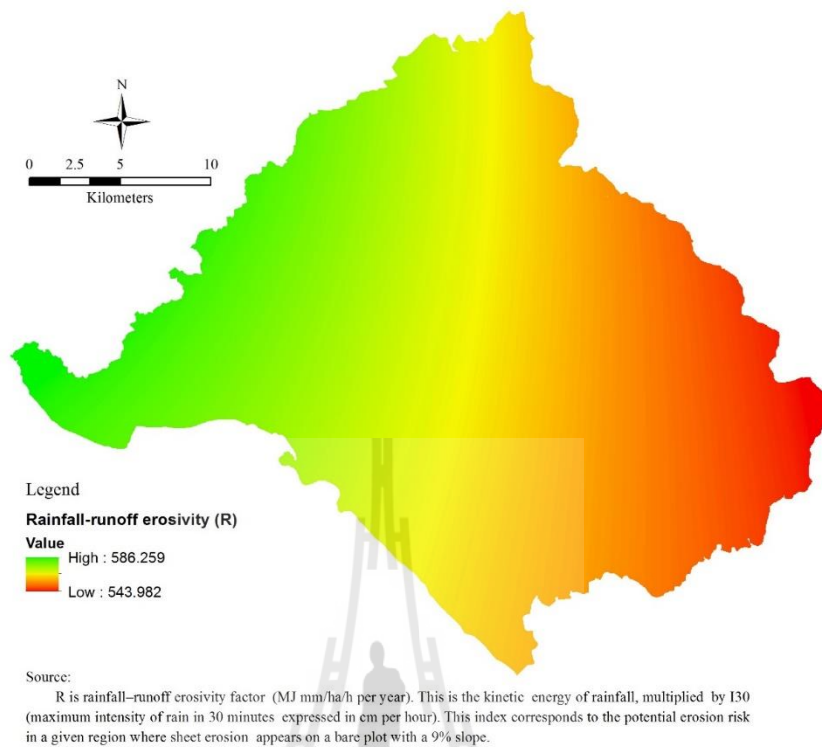 N
0 2.5 5 10
Kilometers
Legend
Rainfall-runoff erosivity (R)
Value
High : 586.259
Low : 543.982
Source:
R is rainfall–runoff erosivity factor (MJ mm/ha/h per year). This is the kinetic energy of rainfall, multiplied by I30
(maximum intensity of rain in 30 minutes expressed in cm per hour). This index corresponds to the potential erosion risk
in a given region where sheet erosion appears on a bare plot with a 9% slope.